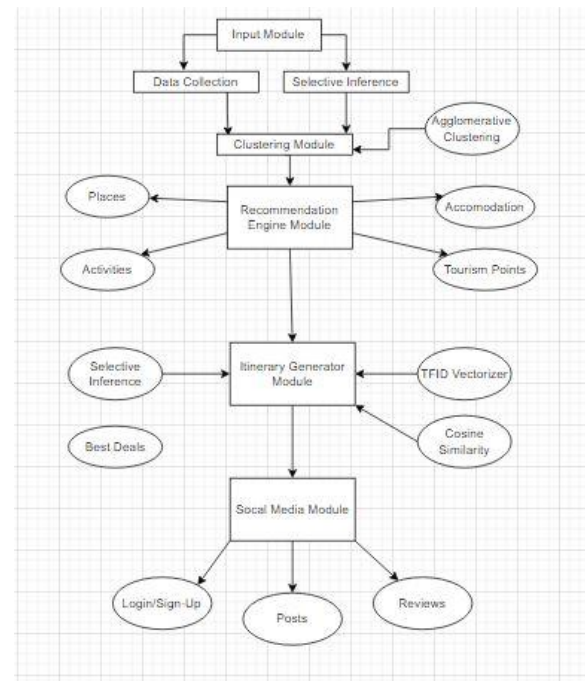 Input Module
Data Collection
Selective Inference
Agglomerative
Clustering
Clustering Module
Places
Recommendation
Engine Module
Accomodation
Activities
Tourism Points
Selective
Inference
Itinerary Generator
Module
TFID Vectorizer
Best Deals
Cosine
Similarity
Socal Media Module
Login/Sign-Up
Posts
Reviews